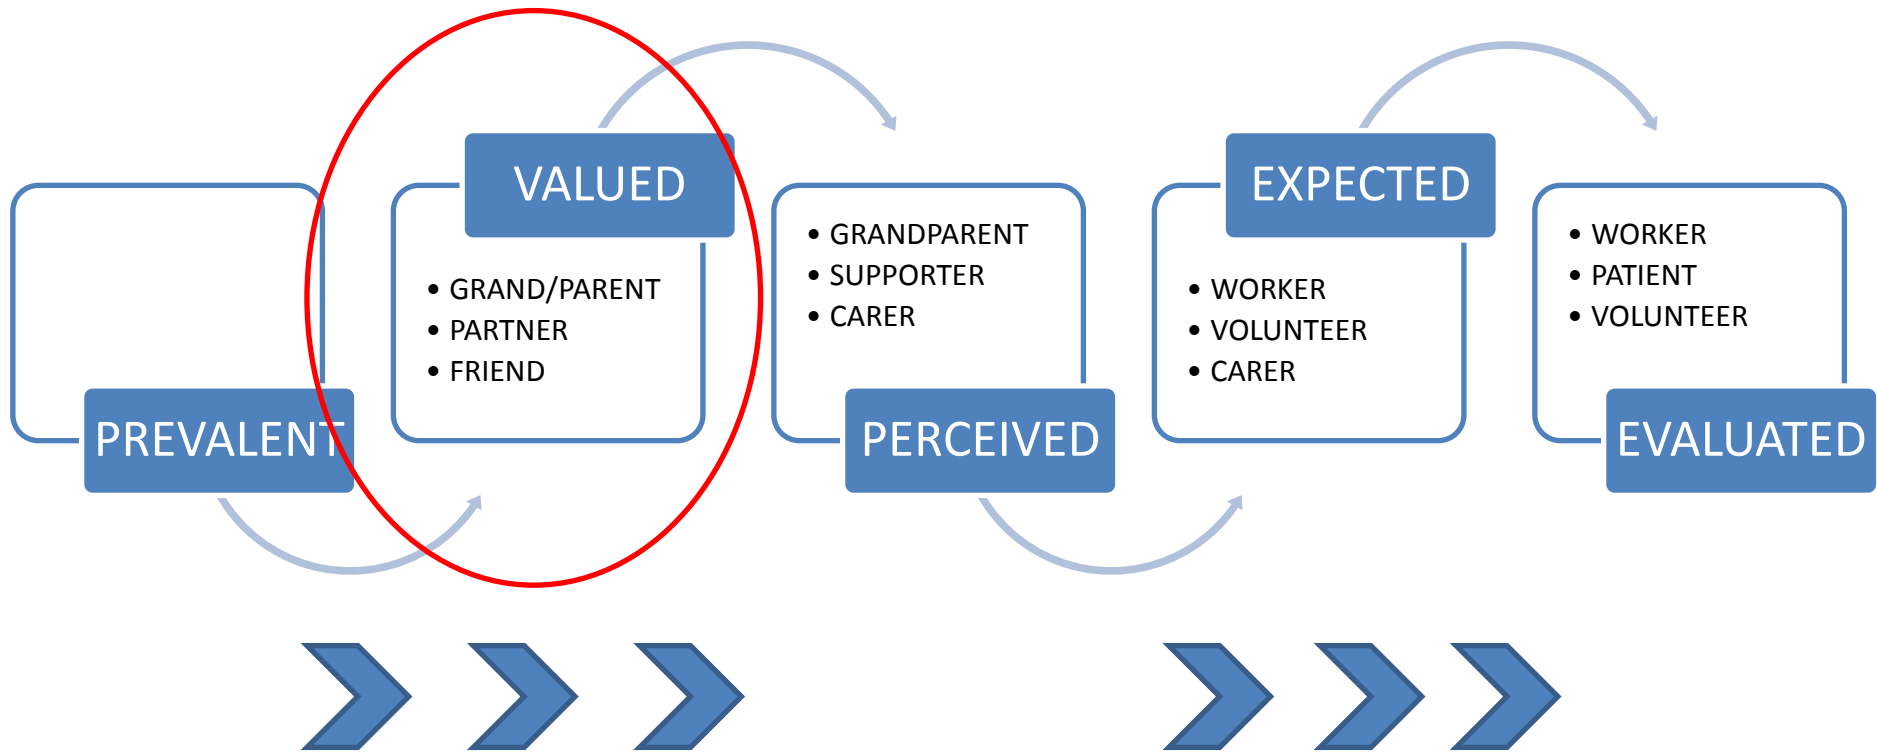 PREVALENT
VALUED
• GRAND/PARENT
• PARTNER
• FRIEND
• GRANDPARENT
• SUPPORTER
• CARER
PERCEIVED
EXPECTED
• WORKER
• VOLUNTEER
• CARER
• WORKER
• PATIENT
• VOLUNTEER
EVALUATED